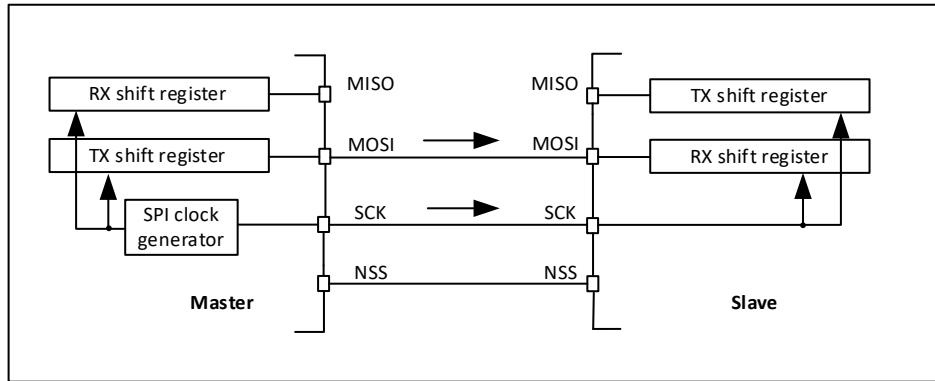 MISO
MISO
RX shift register
TX shift register
MOSI
MOSI
TX shift register
RX shift register
SCK
SCK
SPI clock
generator
NSS
NSS
Master
Slave